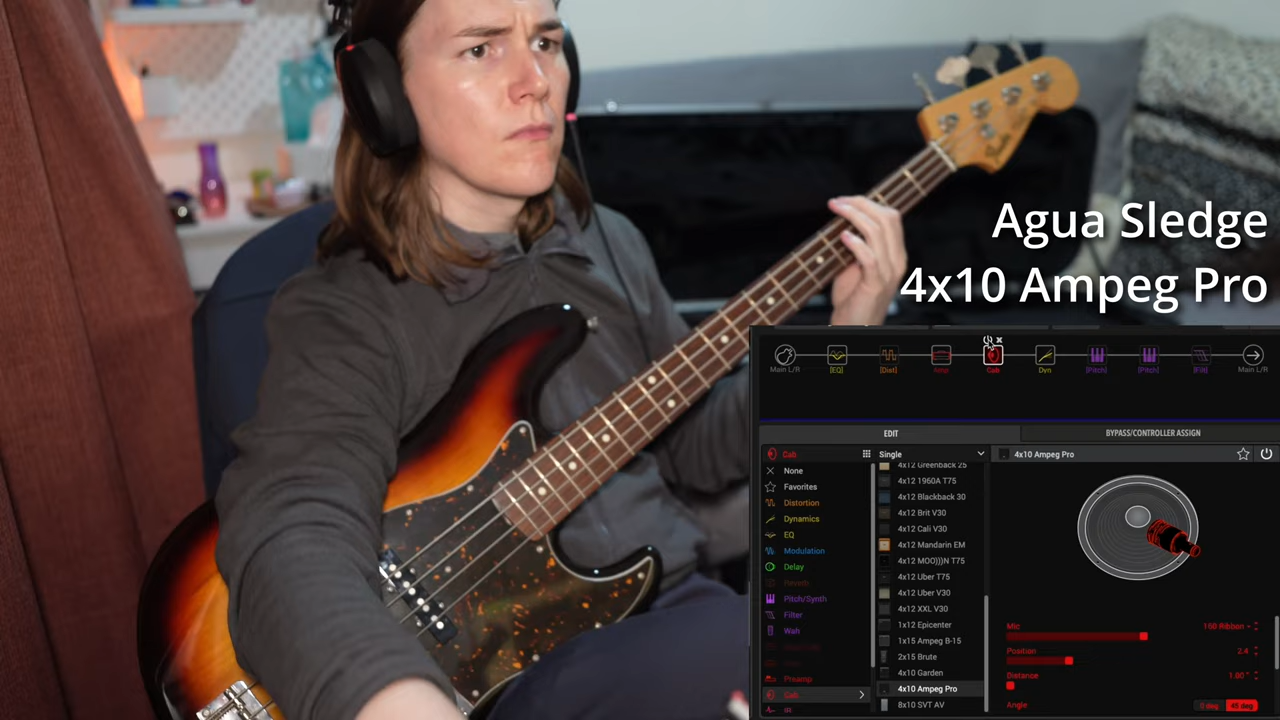 Agua Sledge
4x10 Ampeg Pro
Main L/R
[EQ]
[Dist]
Cab
Dyn
[Pitch]
[Pitch]
[Filt]
Main L/R
EDIT
BYPASS/CONTROLLER ASSIGN
Cab
None
Favorites
Distortion
Dynamics
EQ
Modulation
Delay
Reverb
Pitch/Synth
Filter
Wah
Preamp
Cab
IR
Single
4x12 Greenback 25
4x12 1960A T75
4x12 Blackback 30
4x12 Brit V30
4x12 Cali V30
4x12 Mandarin EM
4x12 MOO)))N T75
4x12 Uber T75
4x12 Uber V30
4x12 XXL V30
1x12 Epicenter
1x15 Ampeg B-15
2x15 Brute
4x10 Garden
4x10 Ampeg Pro
8x10 SVT AV
4x10 Ampeg Pro
Mic
160 Ribbon
Position
2.4
Distance
1.00"
Angle
0 deg
45 deg